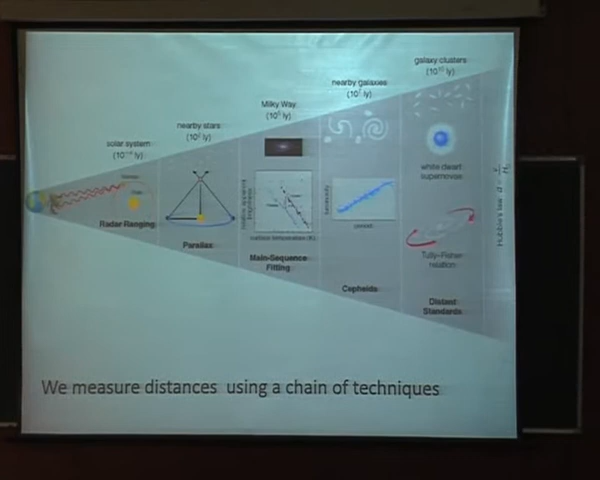 galaxy clusters
(10¹⁰ ly)
nearby galaxies
(10⁷ ly)
Milky Way
(10⁵ ly)
nearby stars
(10² ly)
solar system
(10⁻⁴ ly)
white dwarf
supernovae
Radar Ranging
luminosity
period
surface temperature (K)
Parallax
Main-Sequence
Fitting
Tully–Fisher
relation
Cepheids
Distant
Standards
Hubble's law
We measure distances using a chain of techniques